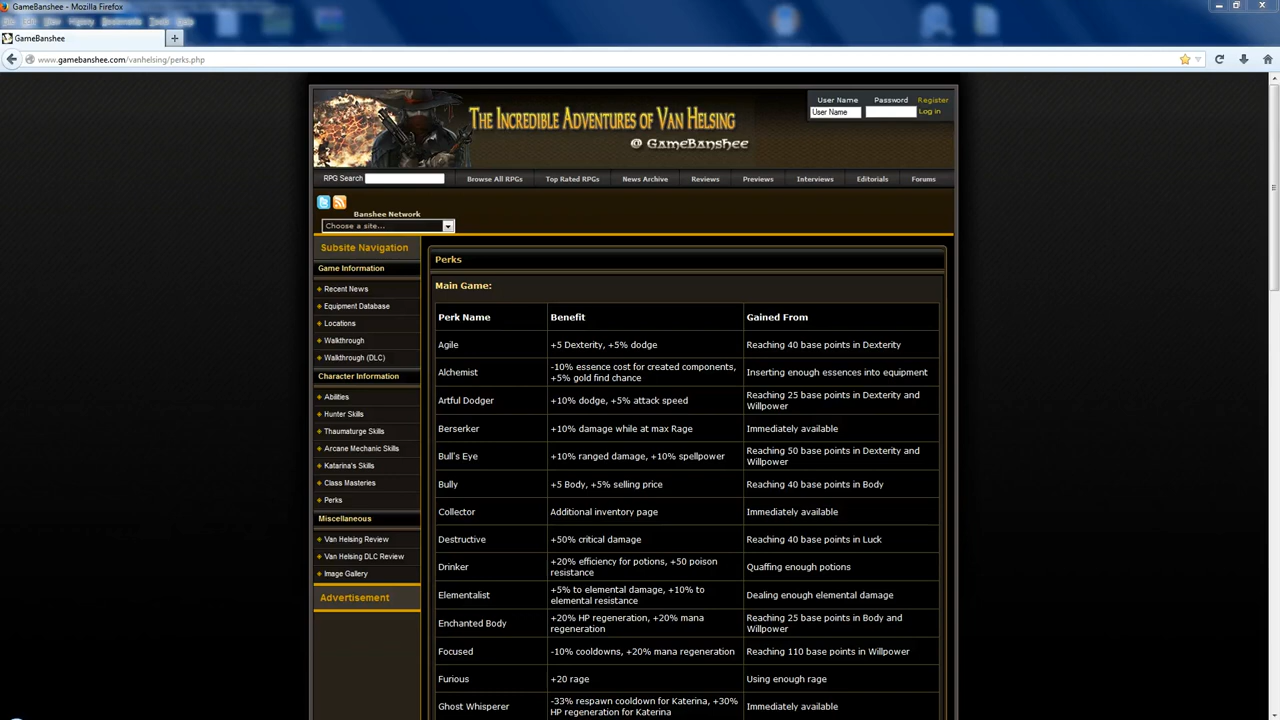 GameBanshee - Mozilla Firefox
File Edit View History Bookmarks Tools Help
GameBanshee
www.gamebanshee.com/vanhelsing/perks.php
The Incredible Adventures of Van Helsing
@ GameBanshee
User Name Password Register
User Name Log in
RPG Search Browse All RPGs Top Rated RPGs News Archive Reviews Previews Interviews Editorials Forums
Banshee Network
Choose a site...
Subsite Navigation
Game Information
Recent News
Equipment Database
Locations
Walkthrough
Walkthrough (DLC)
Character Information
Abilities
Hunter Skills
Thaumaturge Skills
Arcane Mechanic Skills
Katarina's Skills
Class Masteries
Perks
Miscellaneous
Van Helsing Review
Van Helsing DLC Review
Image Gallery
Advertisement
Perks
Main Game:
Perk Name Benefit Gained From
Agile +5 Dexterity, +5% dodge Reaching 40 base points in Dexterity
Alchemist -10% essence cost for created components, +5% gold find chance Inserting enough essences into equipment
Artful Dodger +10% dodge, +5% attack speed Reaching 25 base points in Dexterity and Willpower
Berserker +10% damage while at max Rage Immediately available
Bull's Eye +10% ranged damage, +10% spellpower Reaching 50 base points in Dexterity and Willpower
Bully +5 Body, +5% selling price Reaching 40 base points in Body
Collector Additional inventory page Immediately available
Destructive +50% critical damage Reaching 40 base points in Luck
Drinker +20% efficiency for potions, +50 poison resistance Quaffing enough potions
Elementalist +5% to elemental damage, +10% to elemental resistance Dealing enough elemental damage
Enchanted Body +20% HP regeneration, +20% mana regeneration Reaching 25 base points in Body and Willpower
Focused -10% cooldowns, +20% mana regeneration Reaching 110 base points in Willpower
Furious +20 rage Using enough rage
Ghost Whisperer -33% respawn cooldown for Katerina, +30% HP regeneration for Katerina Immediately available